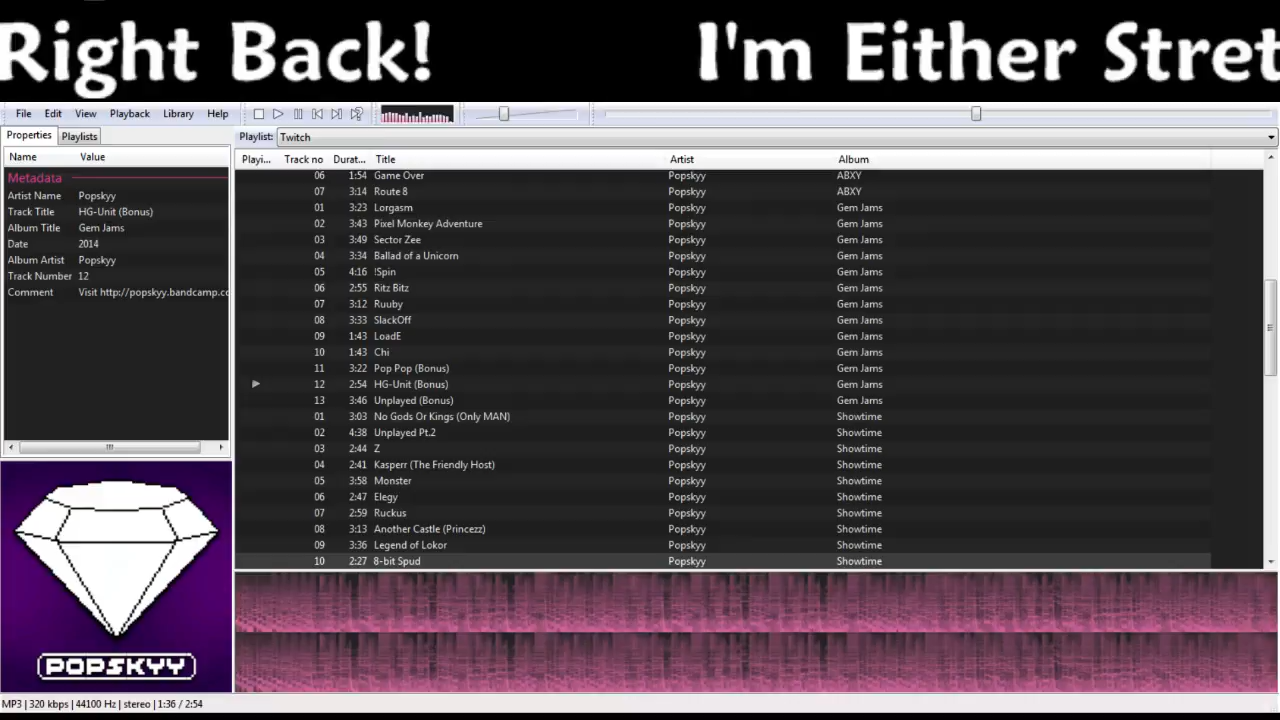 Right Back! I'm Either Stret
File Edit View Playback Library Help
Properties Playlists
Playlist: Twitch
Name Value
Metadata
Artist Name Popskyy
Track Title HG-Unit (Bonus)
Album Title Gem Jams
Date 2014
Album Artist Popskyy
Track Number 12
Comment Visit http://popskyy.bandcamp.co
Playi... Track no Durat... Title Artist Album
06 1:54 Game Over Popskyy ABXY
07 3:14 Route 8 Popskyy ABXY
01 3:23 Lorgasm Popskyy Gem Jams
02 3:43 Pixel Monkey Adventure Popskyy Gem Jams
03 3:49 Sector Zee Popskyy Gem Jams
04 3:34 Ballad of a Unicorn Popskyy Gem Jams
05 4:16 !Spin Popskyy Gem Jams
06 2:55 Ritz Bitz Popskyy Gem Jams
07 3:12 Ruuby Popskyy Gem Jams
08 3:33 SlackOff Popskyy Gem Jams
09 1:43 LoadE Popskyy Gem Jams
10 1:43 Chi Popskyy Gem Jams
11 3:22 Pop Pop (Bonus) Popskyy Gem Jams
12 2:54 HG-Unit (Bonus) Popskyy Gem Jams
13 3:46 Unplayed (Bonus) Popskyy Gem Jams
01 3:03 No Gods Or Kings (Only MAN) Popskyy Showtime
02 4:38 Unplayed Pt.2 Popskyy Showtime
03 2:44 Z Popskyy Showtime
04 2:41 Kasperr (The Friendly Host) Popskyy Showtime
05 3:58 Monster Popskyy Showtime
06 2:47 Elegy Popskyy Showtime
07 2:59 Ruckus Popskyy Showtime
08 3:13 Another Castle (Princezz) Popskyy Showtime
09 3:36 Legend of Lokor Popskyy Showtime
10 2:27 8-bit Spud Popskyy Showtime
POPSKYY
MP3 | 320 kbps | 44100 Hz | stereo | 1:36 / 2:54